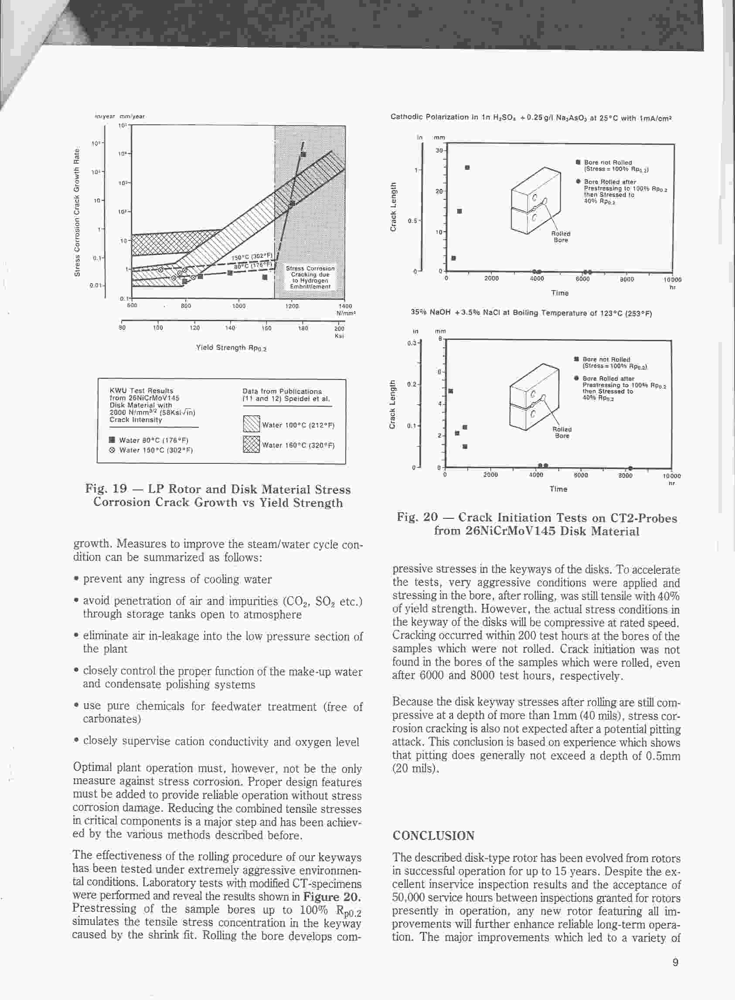 in/year mm/year
10⁵
10³
10⁴
10²
10³
10
10²
1
10
0.1
1
0.01
0.1
Stress Corrosion Crack Growth Rate
150°C (302°F)
80°C (176°F)
Stress Corrosion
Cracking due
to Hydrogen
Embrittlement
600 800 1000 1200 1400
N/mm²
80 100 120 140 160 180 200
Ksi
Yield Strength Rp0.2
KWU Test Results
from 26NiCrMoV145
Disk Material with
2000 N/mm3/2 (58Ksi√in)
Crack Intensity
Water 80°C (176°F)
Water 150°C (302°F)
Data from Publications
(11 and 12) Speidel et al.
Water 100°C (212°F)
Water 160°C (320°F)
Fig. 19 — LP Rotor and Disk Material Stress
Corrosion Crack Growth vs Yield Strength
growth. Measures to improve the steam/water cycle con-
dition can be summarized as follows:
• prevent any ingress of cooling water
• avoid penetration of air and impurities (CO₂, SO₂ etc.)
through storage tanks open to atmosphere
• eliminate air in-leakage into the low pressure section of
the plant
• closely control the proper function of the make-up water
and condensate polishing systems
• use pure chemicals for feedwater treatment (free of
carbonates)
• closely supervise cation conductivity and oxygen level
Optimal plant operation must, however, not be the only
measure against stress corrosion. Proper design features
must be added to provide reliable operation without stress
corrosion damage. Reducing the combined tensile stresses
in critical components is a major step and has been achiev-
ed by the various methods described before.
The effectiveness of the rolling procedure of our keyways
has been tested under extremely aggressive environmen-
tal conditions. Laboratory tests with modified CT-specimens
were performed and reveal the results shown in Figure 20.
Prestressing of the sample bores up to 100% Rp0.2
simulates the tensile stress concentration in the keyway
caused by the shrink fit. Rolling the bore develops com-
Cathodic Polarization in 1n H₂SO₄ +0.25g/l Na₃AsO₃ at 25°C with 1mA/cm²
in mm
30
1
20
0.5
10
0 0
Crack Length
Bore not Rolled
(Stress = 100% Rp0.2)
Bore Rolled after
Prestressing to 100% Rp0.2
then Stressed to
40% Rp0.2
Rolled
Bore
0 2000 4000 6000 8000 10000
hr
Time
35% NaOH +3.5% NaCl at Boiling Temperature of 123°C (253°F)
in mm
8
0.3
6
0.2
4
0.1
2
0 0
Crack Length
Bore not Rolled
(Stress = 100% Rp0.2)
Bore Rolled after
Prestressing to 100% Rp0.2
then Stressed to
40% Rp0.2
Rolled
Bore
0 2000 4000 6000 8000 10000
hr
Time
Fig. 20 — Crack Initiation Tests on CT2-Probes
from 26NiCrMoV145 Disk Material
pressive stresses in the keyways of the disks. To accelerate
the tests, very aggressive conditions were applied and
stressing in the bore, after rolling, was still tensile with 40%
of yield strength. However, the actual stress conditions in
the keyway of the disks will be compressive at rated speed.
Cracking occurred within 200 test hours at the bores of the
samples which were not rolled. Crack initiation was not
found in the bores of the samples which were rolled, even
after 6000 and 8000 test hours, respectively.
Because the disk keyway stresses after rolling are still com-
pressive at a depth of more than 1mm (40 mils), stress cor-
rosion cracking is also not expected after a potential pitting
attack. This conclusion is based on experience which shows
that pitting does generally not exceed a depth of 0.5mm
(20 mils).
CONCLUSION
The described disk-type rotor has been evolved from rotors
in successful operation for up to 15 years. Despite the ex-
cellent inservice inspection results and the acceptance of
50,000 service hours between inspections granted for rotors
presently in operation, any new rotor featuring all im-
provements will further enhance reliable long-term opera-
tion. The major improvements which led to a variety of
9